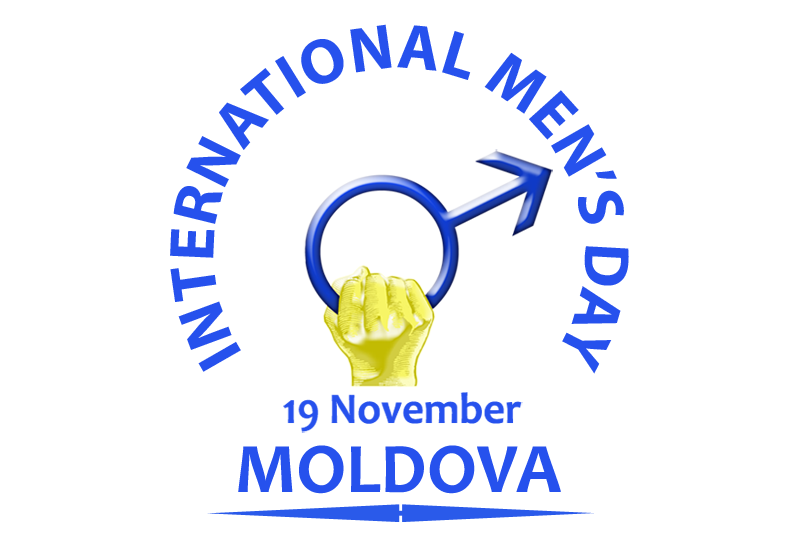 INTERNATIONAL MEN'S DAY
19 November
MOLDOVA